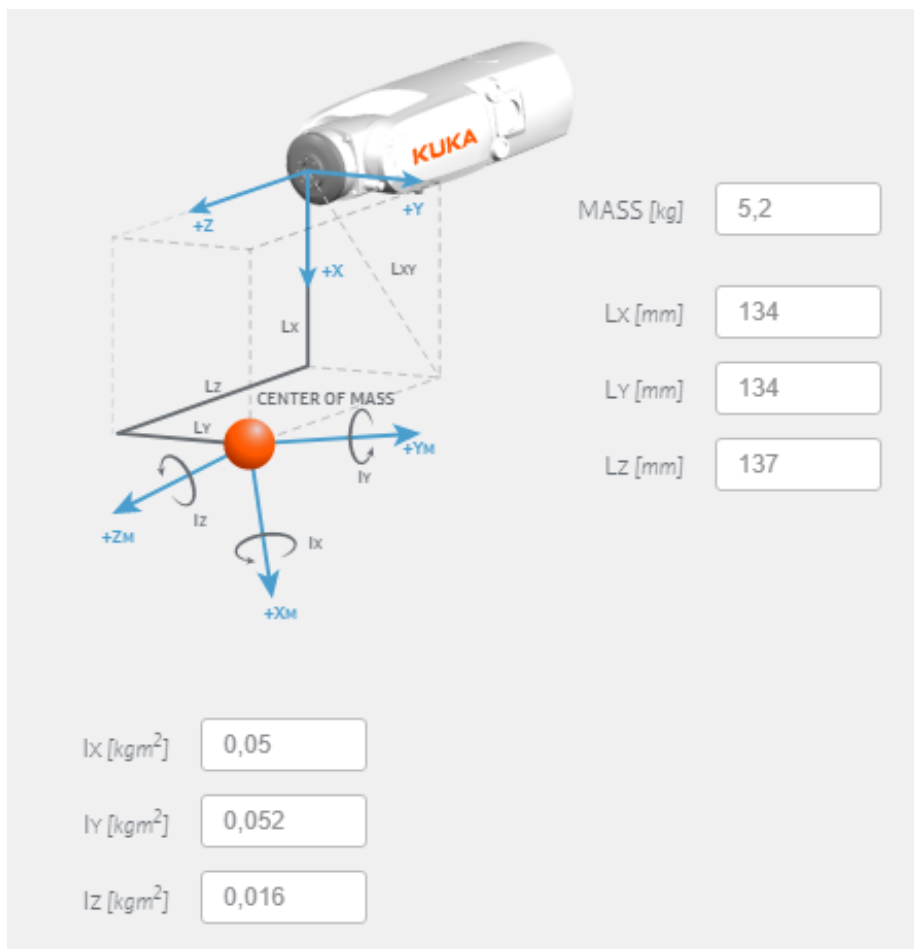 KUKA
+Z
+Y
MASS [kg] 5,2
+X
LXY
LX
LX [mm] 134
LZ
CENTER OF MASS
LY [mm] 134
LY
+YM
IY
LZ [mm] 137
IZ
+ZM
IX
+XM
IX [kgm²] 0,05
IY [kgm²] 0,052
IZ [kgm²] 0,016